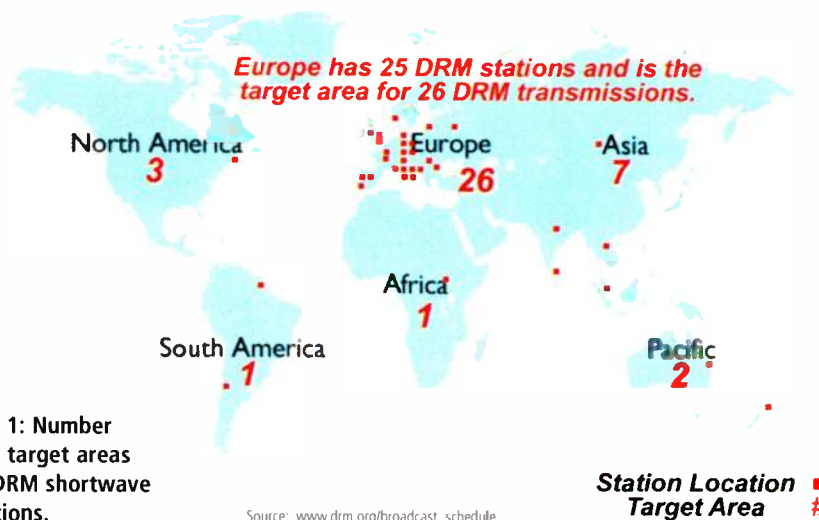 Europe has 25 DRM stations and is the
target area for 26 DRM transmissions.
North America
3
Europe
26
Asia
7
Africa
1
South America
1
Pacific
2
1: Number
target areas
DRM shortwave
tions.
Source: www.drm.org/broadcast_schedule
Station Location
Target Area #